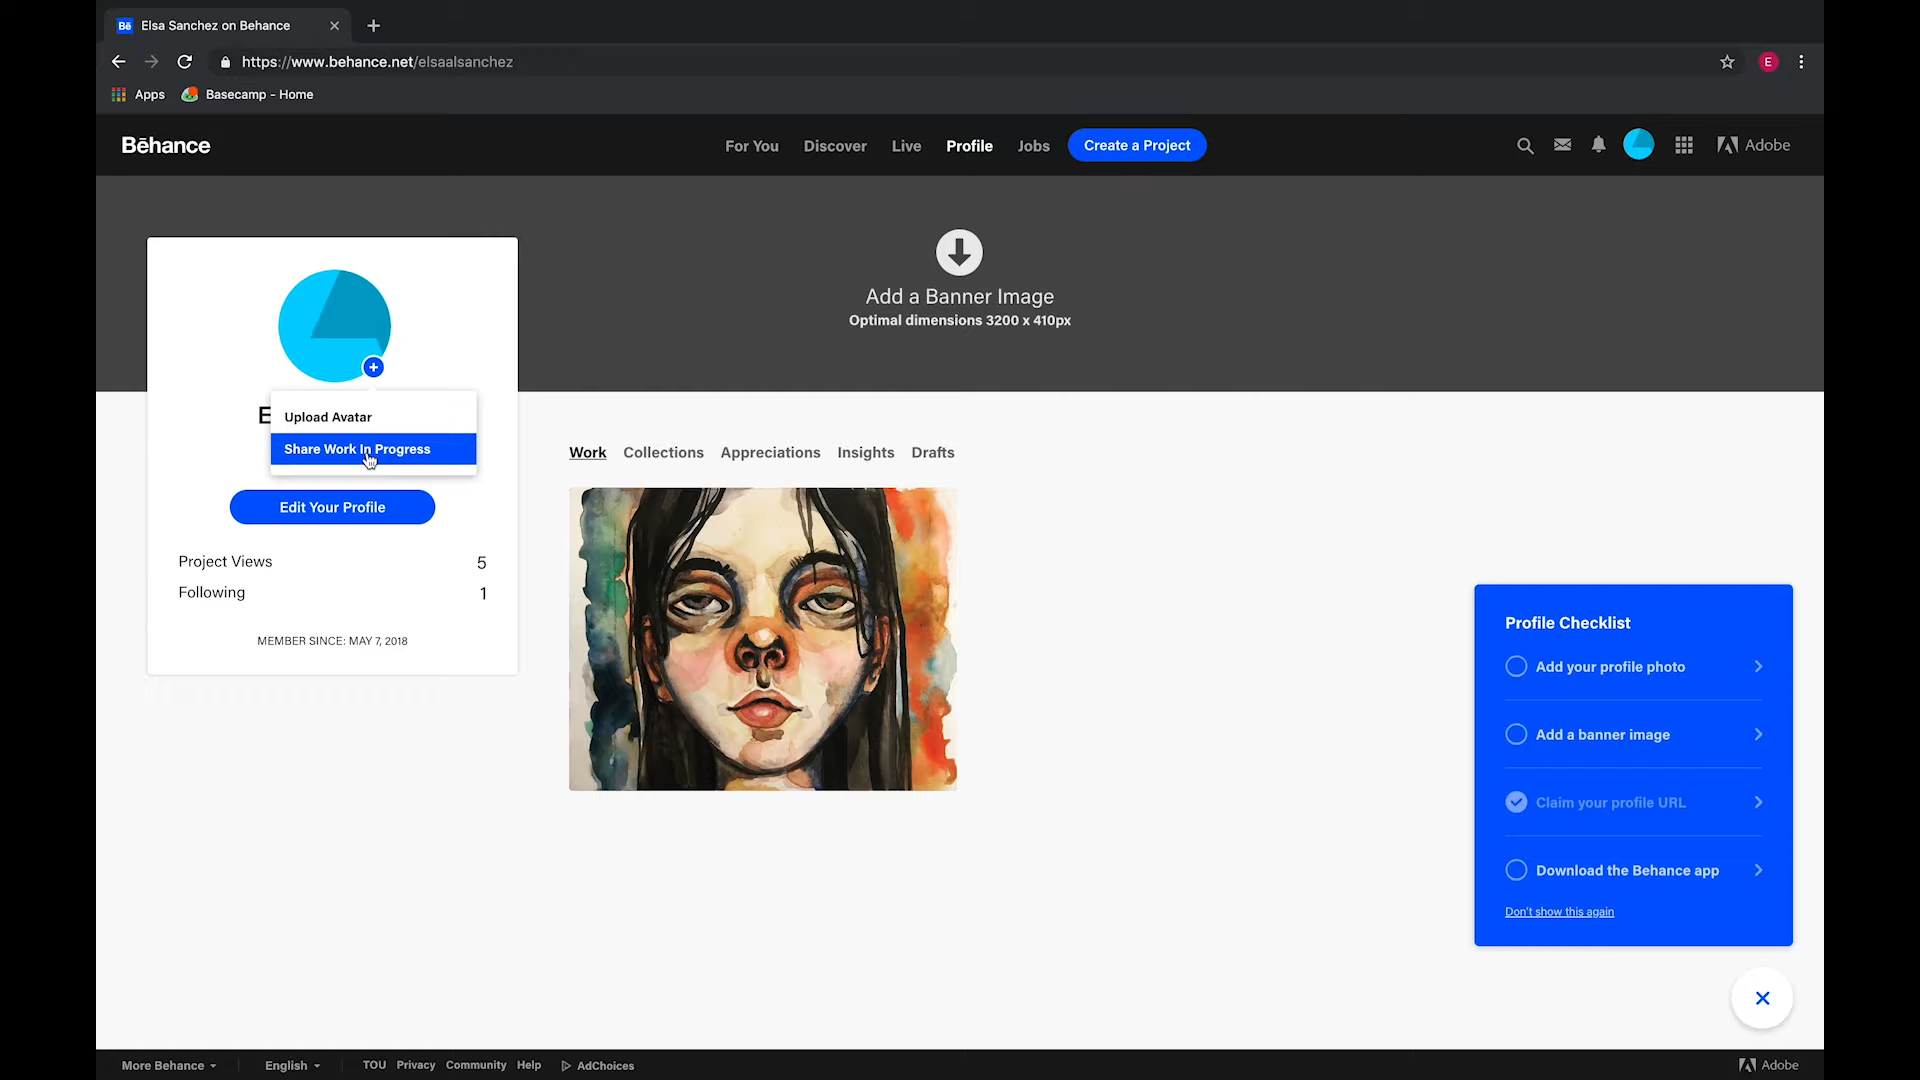 Bē Elsa Sanchez on Behance
https://www.behance.net/elsaalsanchez
E
Apps
Basecamp - Home
Bēhance
For You
Discover
Live
Profile
Jobs
Create a Project
Adobe
Add a Banner Image
Optimal dimensions 3200 x 410px
E
Upload Avatar
Share Work In Progress
Edit Your Profile
Project Views 5
Following 1
MEMBER SINCE: MAY 7, 2018
Work
Collections
Appreciations
Insights
Drafts
Profile Checklist
Add your profile photo
Add a banner image
Claim your profile URL
Download the Behance app
Don't show this again
More Behance
English
TOU
Privacy
Community
Help
AdChoices
Adobe